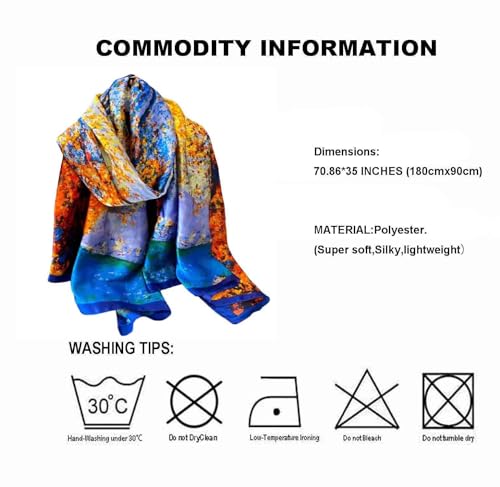 COMMODITY INFORMATION
Dimensions:
70.86*35 INCHES (180cmx90cm)
MATERIAL:Polyester.
(Super soft,Silky,lightweight）
WASHING TIPS:
30°C
Hand-Washing under 30℃
Do not DryClean
Low-Temperature Ironing
Do not Bleach
Do not tumble dry